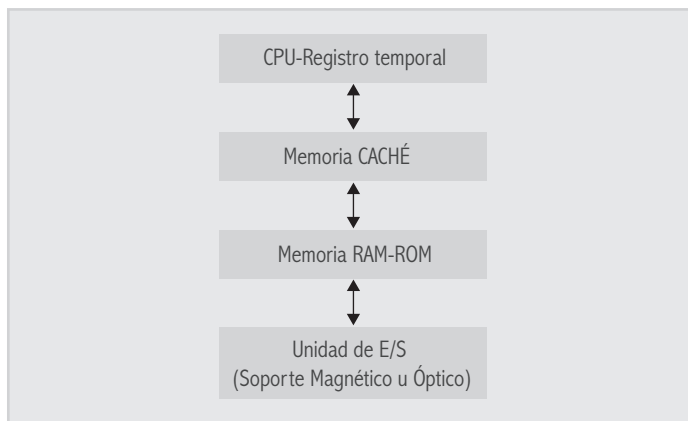 CPU-Registro temporal
Memoria CACHÉ
Memoria RAM-ROM
Unidad de E/S
(Soporte Magnético u Óptico)